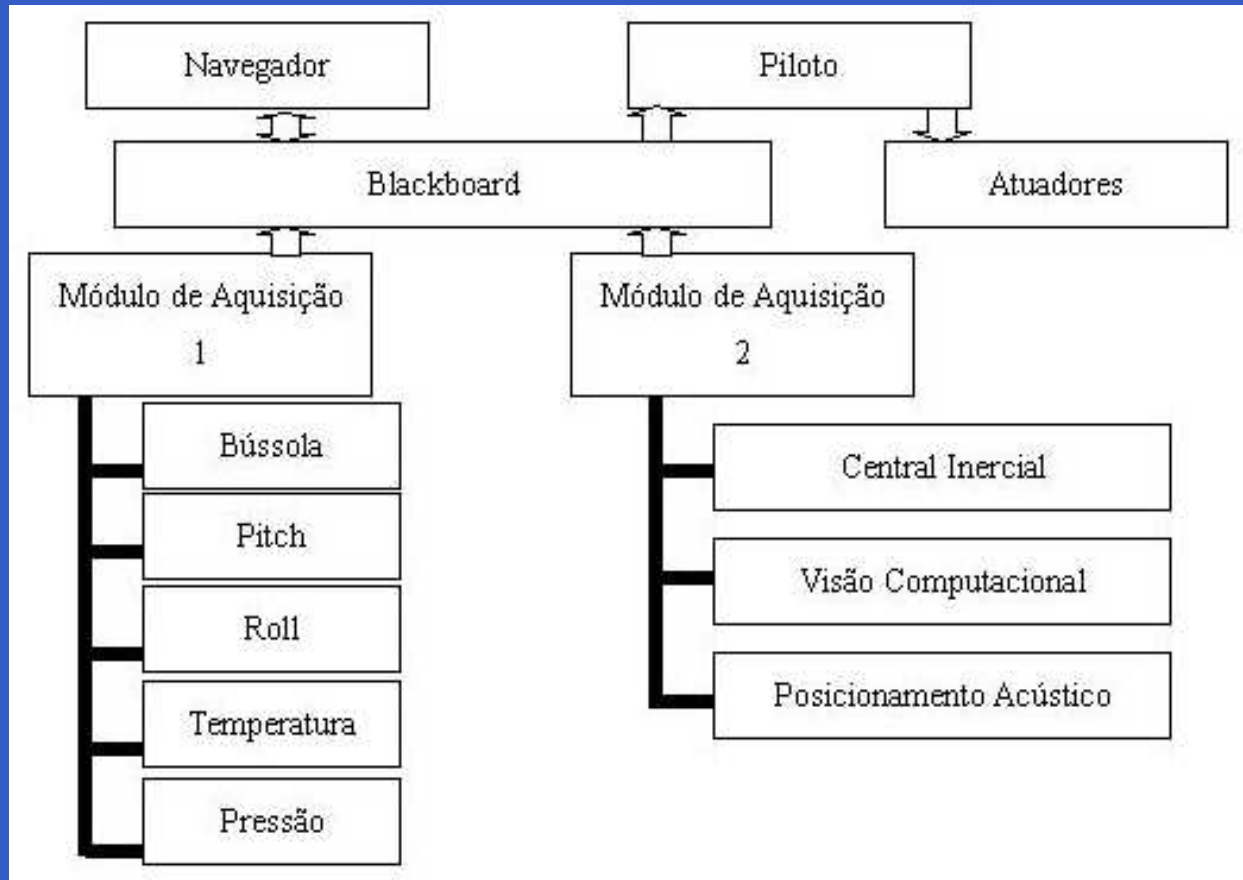 Navegador
Piloto
Blackboard
Atuadores
Módulo de Aquisição
1
Módulo de Aquisição
2
Bússola
Pitch
Roll
Temperatura
Pressão
Central Inercial
Visão Computacional
Posicionamento Acústico